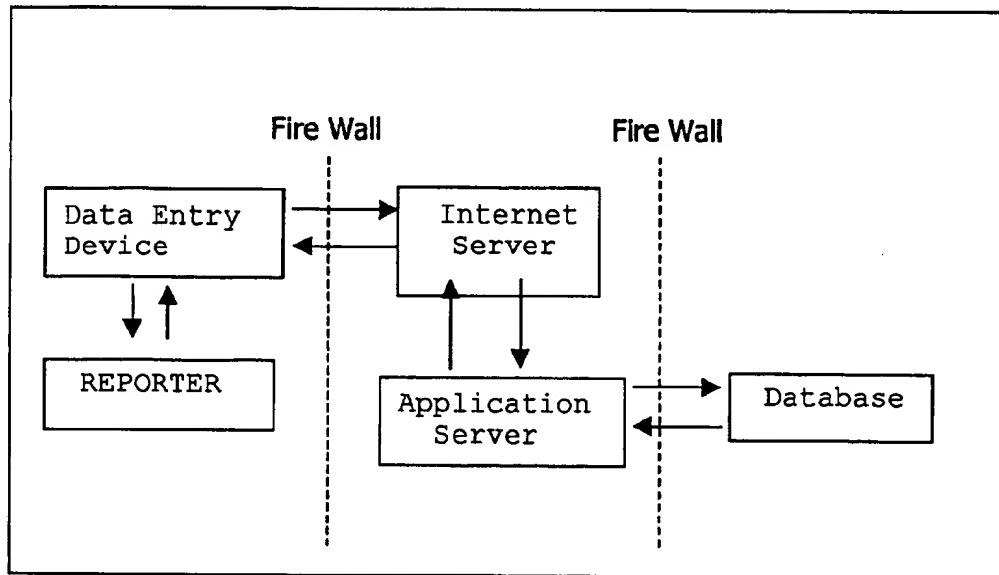 Fire Wall
Fire Wall
Data Entry
Device
Internet
Server
REPORTER
Application
Server
Database